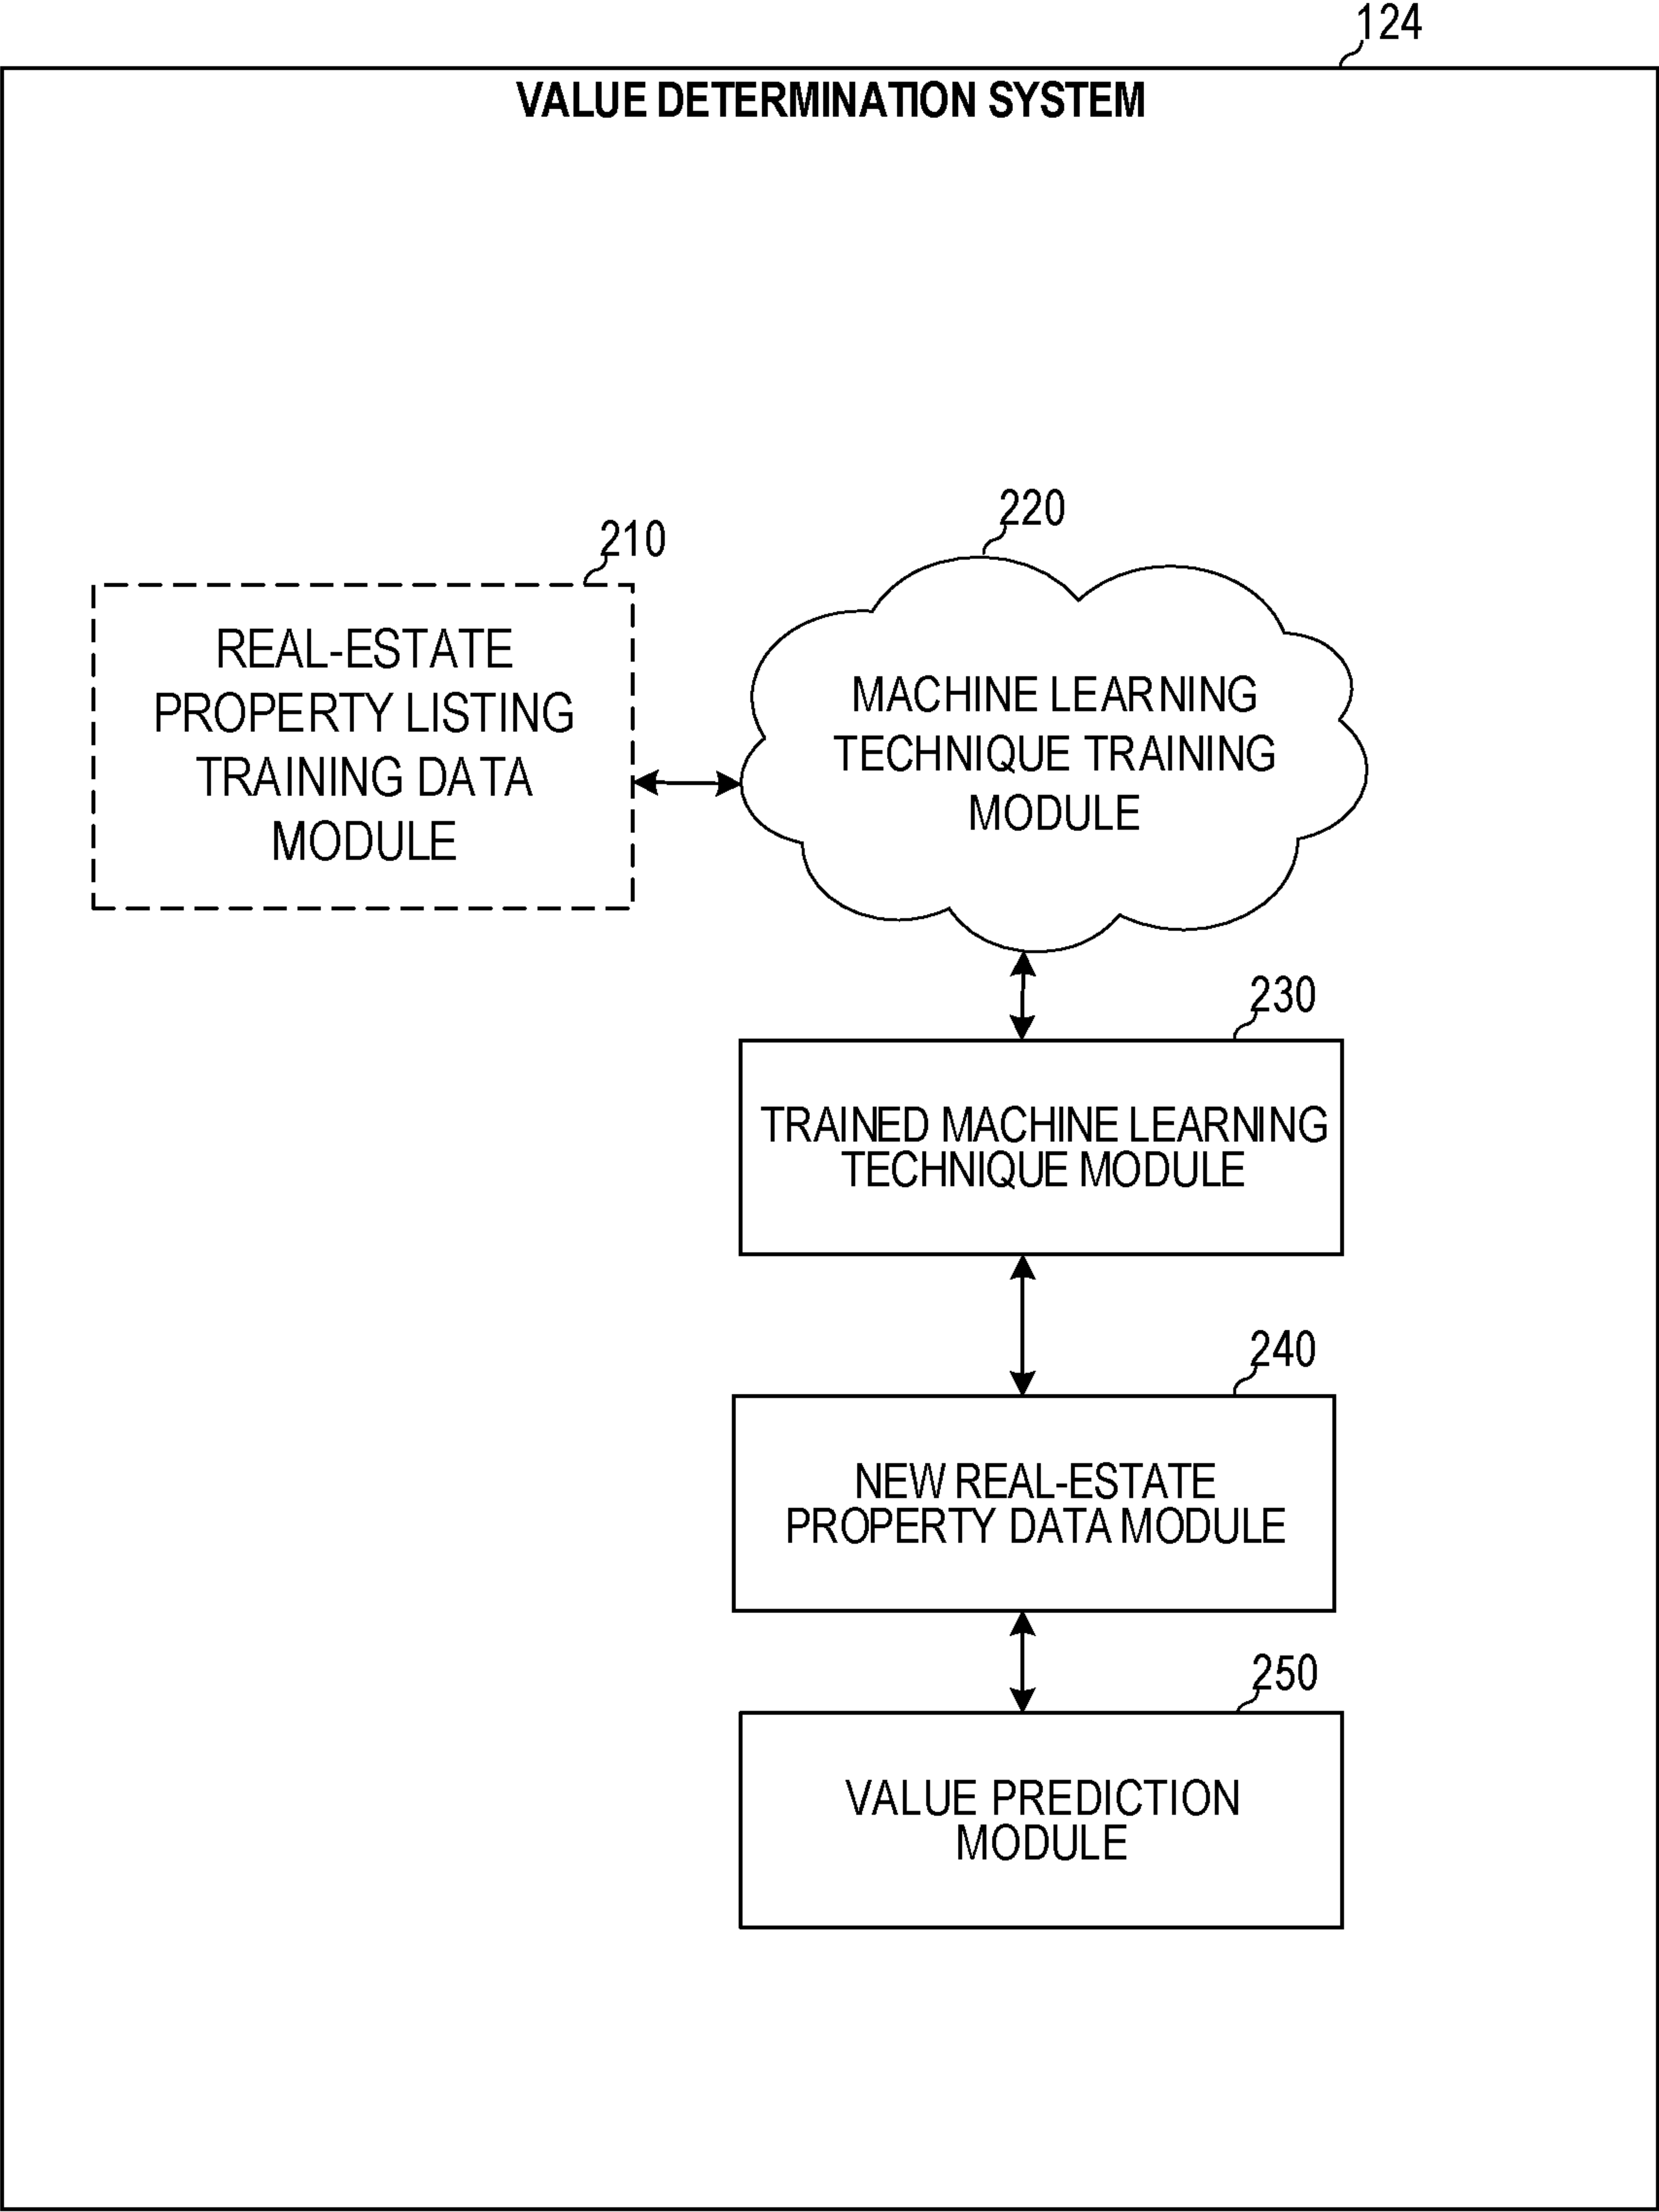 124
VALUE DETERMINATION SYSTEM
210
REAL-ESTATE
PROPERTY LISTING
TRAINING DATA
MODULE
220
MACHINE LEARNING
TECHNIQUE TRAINING
MODULE
230
TRAINED MACHINE LEARNING
TECHNIQUE MODULE
240
NEW REAL-ESTATE
PROPERTY DATA MODULE
250
VALUE PREDICTION
MODULE